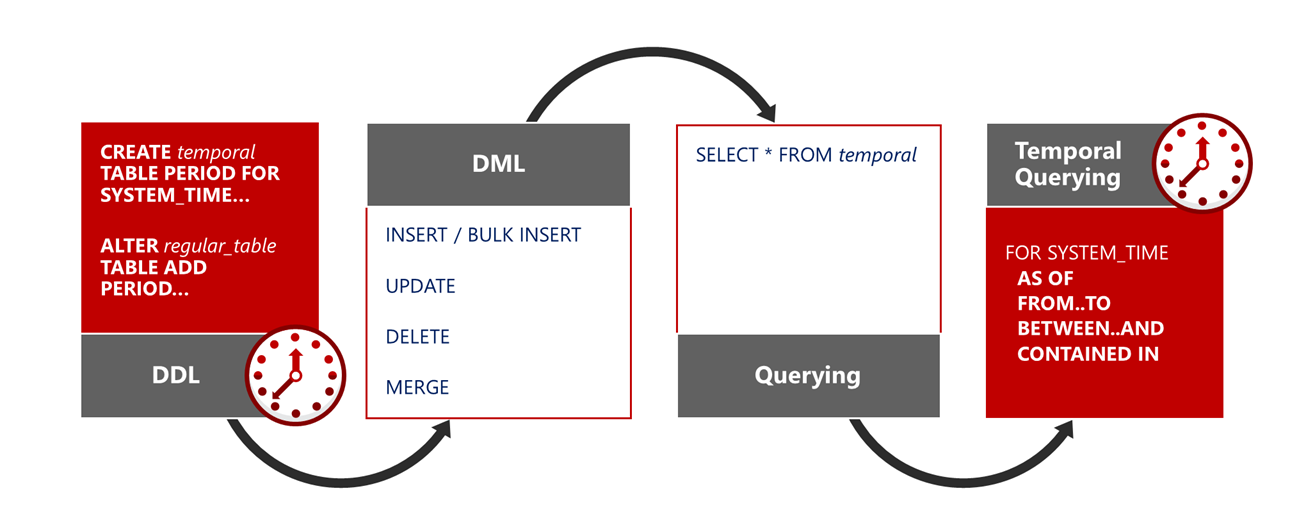 CREATE temporal
TABLE PERIOD FOR
SYSTEM_TIME...
ALTER regular_table
TABLE ADD
PERIOD...
DDL
DML
INSERT / BULK INSERT
UPDATE
DELETE
MERGE
SELECT * FROM temporal
Querying
Temporal
Querying
FOR SYSTEM_TIME
AS OF
FROM..TO
BETWEEN..AND
CONTAINED IN